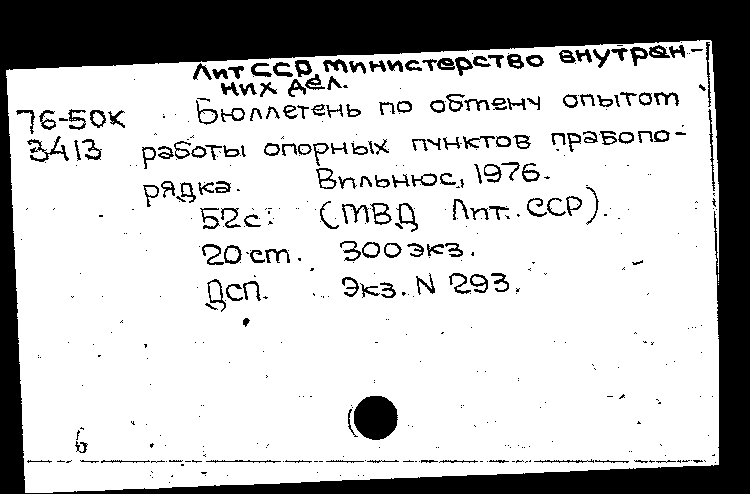 Лит ССР, Министерство внутрен-
них дел.
76-50к Бюллетень по обмену опытом
3413 работы опорных пунктов правопо-
рядка. Вильнюс, 1976.
52с. (МВД Лит. ССР).
20 см. 300 экз.
ДСП. Экз. N 293.
б